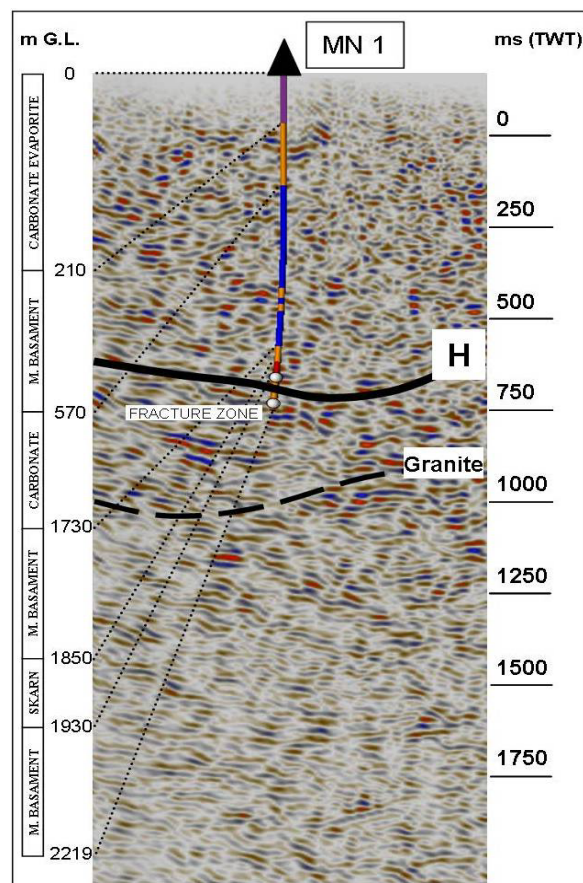 m G.L.
MN 1
ms (TWT)
0
0
CARBONATE EVAPORITE
250
210
500
M. BASAMENT
H
750
570
FRACTURE ZONE
CARBONATE
Granite
1000
1730
M. BASAMENT
1250
1850
SKARN
1500
1930
M. BASAMENT
1750
2219